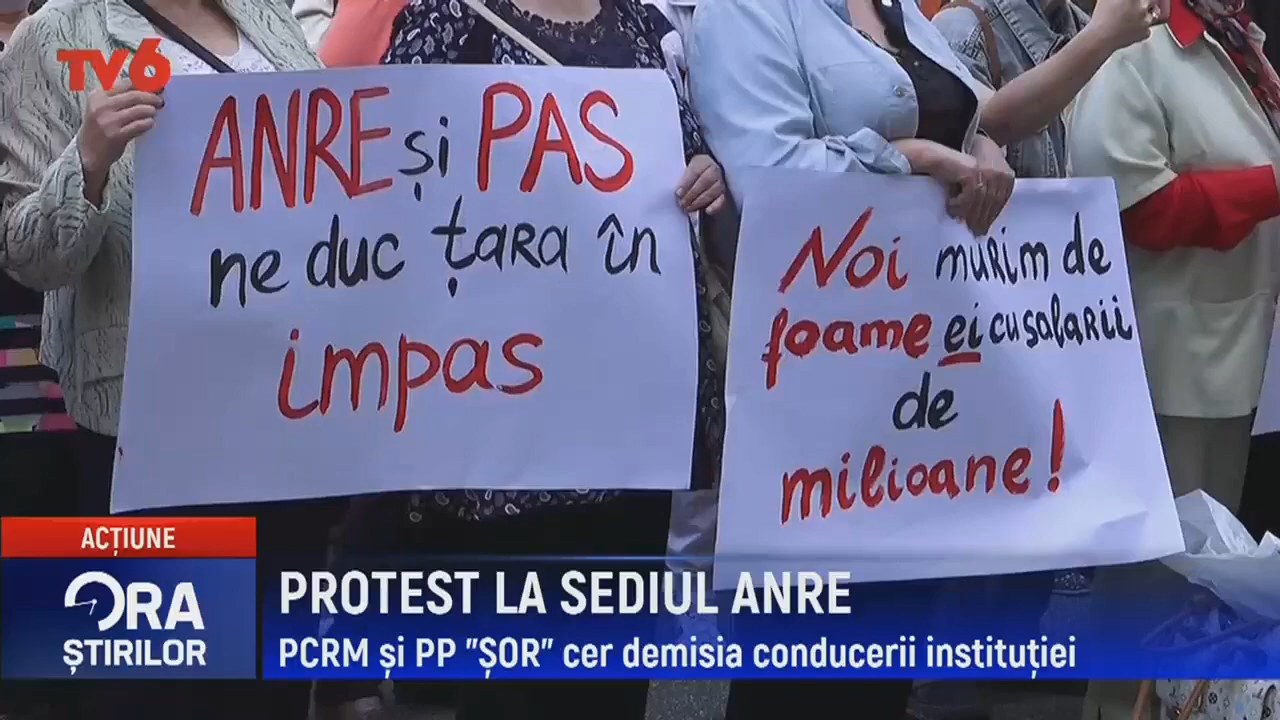 TV6
ANRE și PAS
ne duc țara în
impas
Noi murim de
foame ei cu salarii
de
milioane!
ACȚIUNE
ORA
ȘTIRILOR
PROTEST LA SEDIUL ANRE
PCRM și PP "ȘOR" cer demisia conducerii instituției